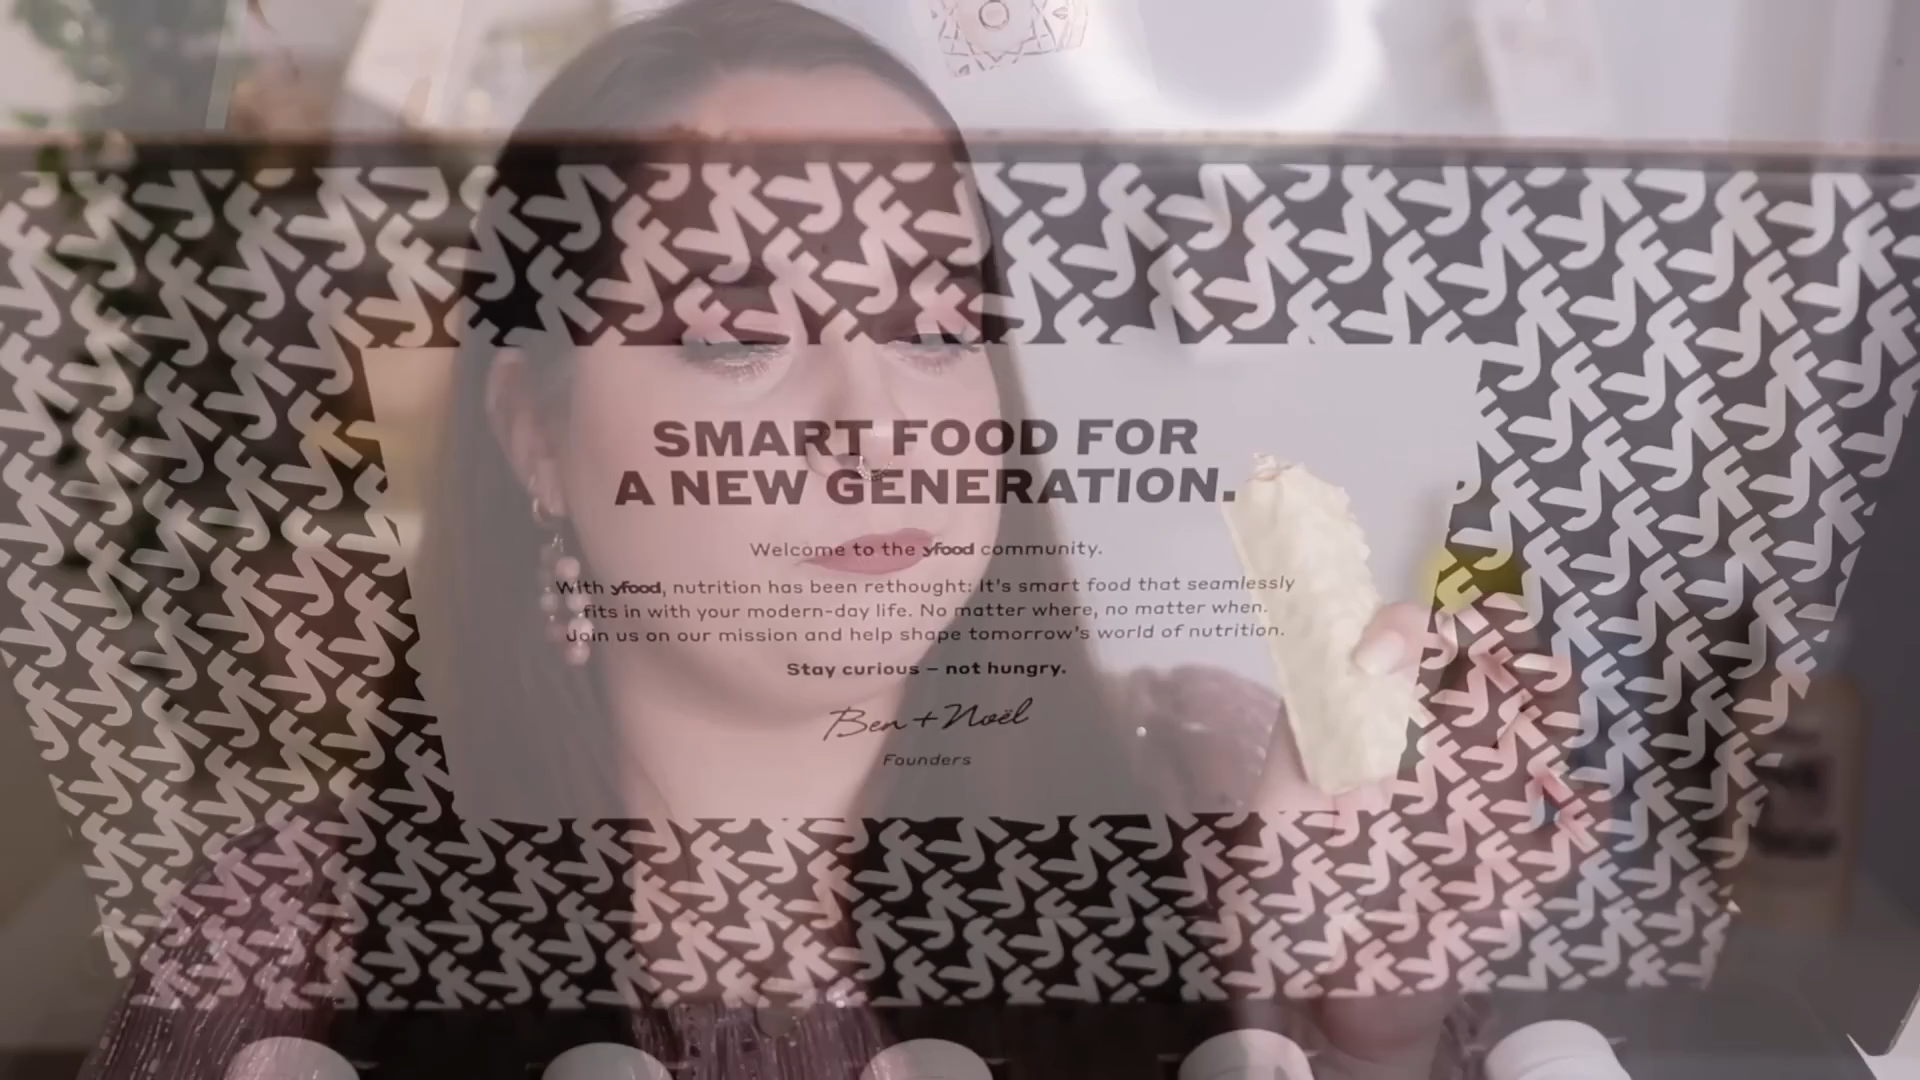 SMART FOOD FOR
A NEW GENERATION.
Welcome to the yfood community.
With yfood, nutrition has been rethought: It's smart food that seamlessly
fits in with your modern-day life. No matter where, no matter when.
Join us on our mission and help shape tomorrow's world of nutrition.
Stay curious – not hungry.
Ben + Noël
Founders